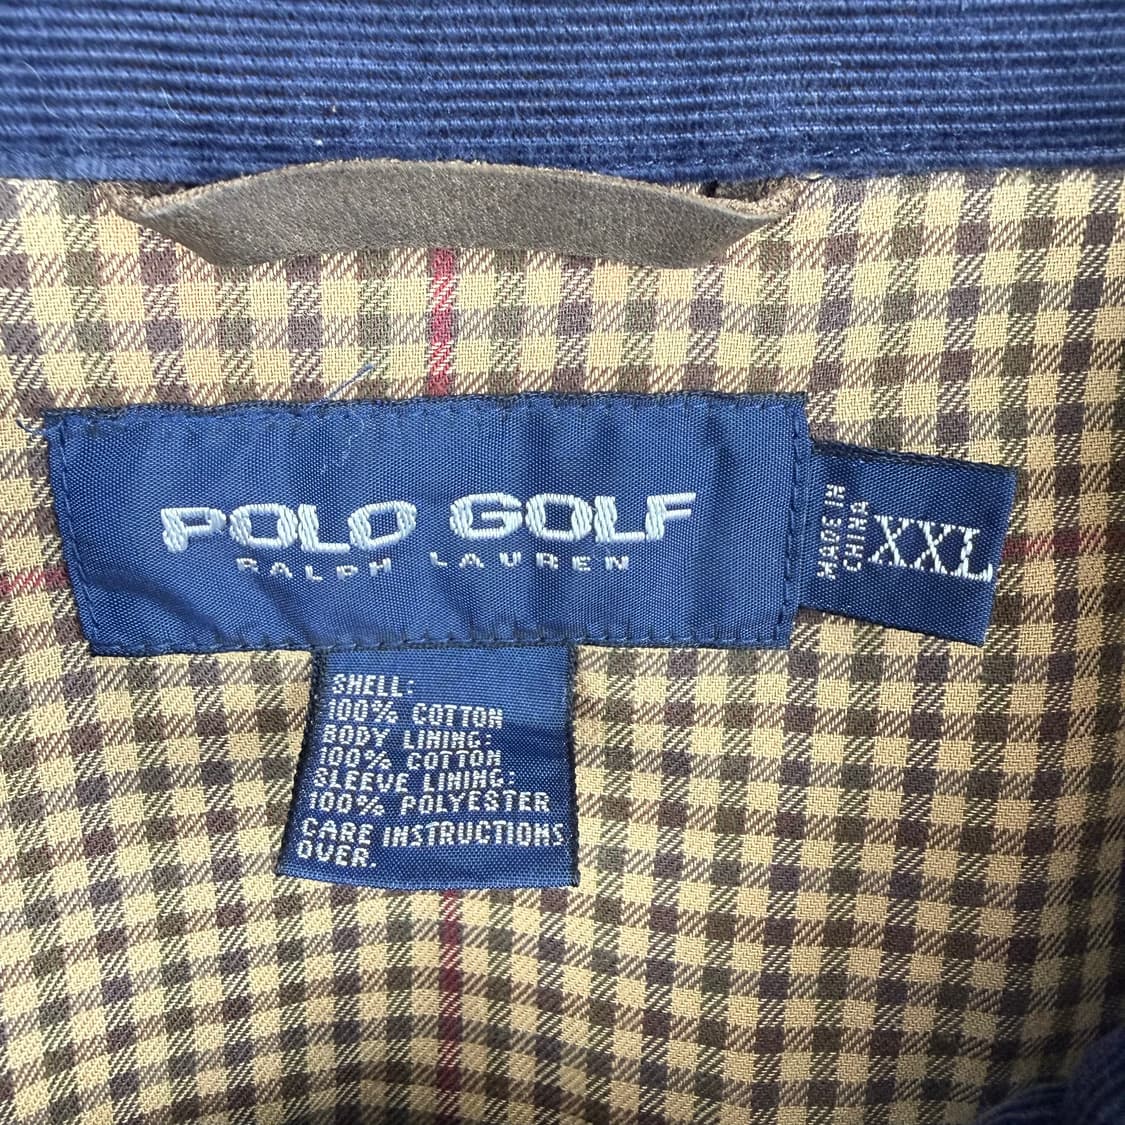 POLO GOLF
RALPH LAUREN
MADE IN
CHINA
XXL
SHELL:
100% COTTON
BODY LINING:
100% COTTON
SLEEVE LINING:
100% POLYESTER
CARE INSTRUCTIONS
OVER.